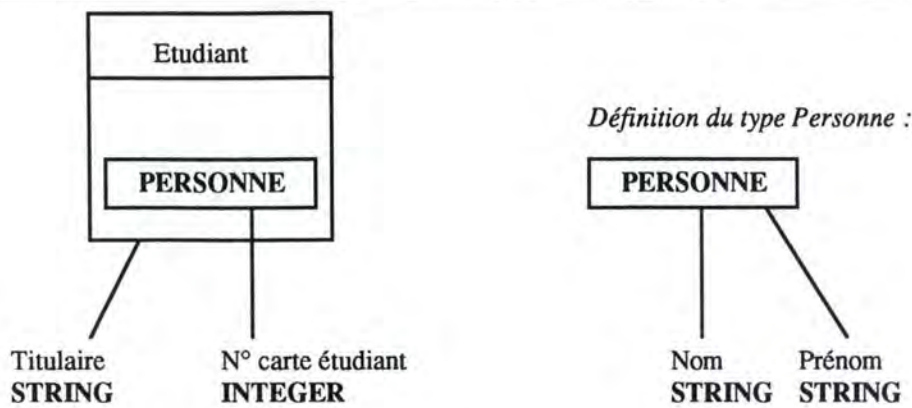 Etudiant
PERSONNE
Titulaire
STRING
N° carte étudiant
INTEGER
Définition du type Personne :
PERSONNE
Nom
STRING
Prénom
STRING